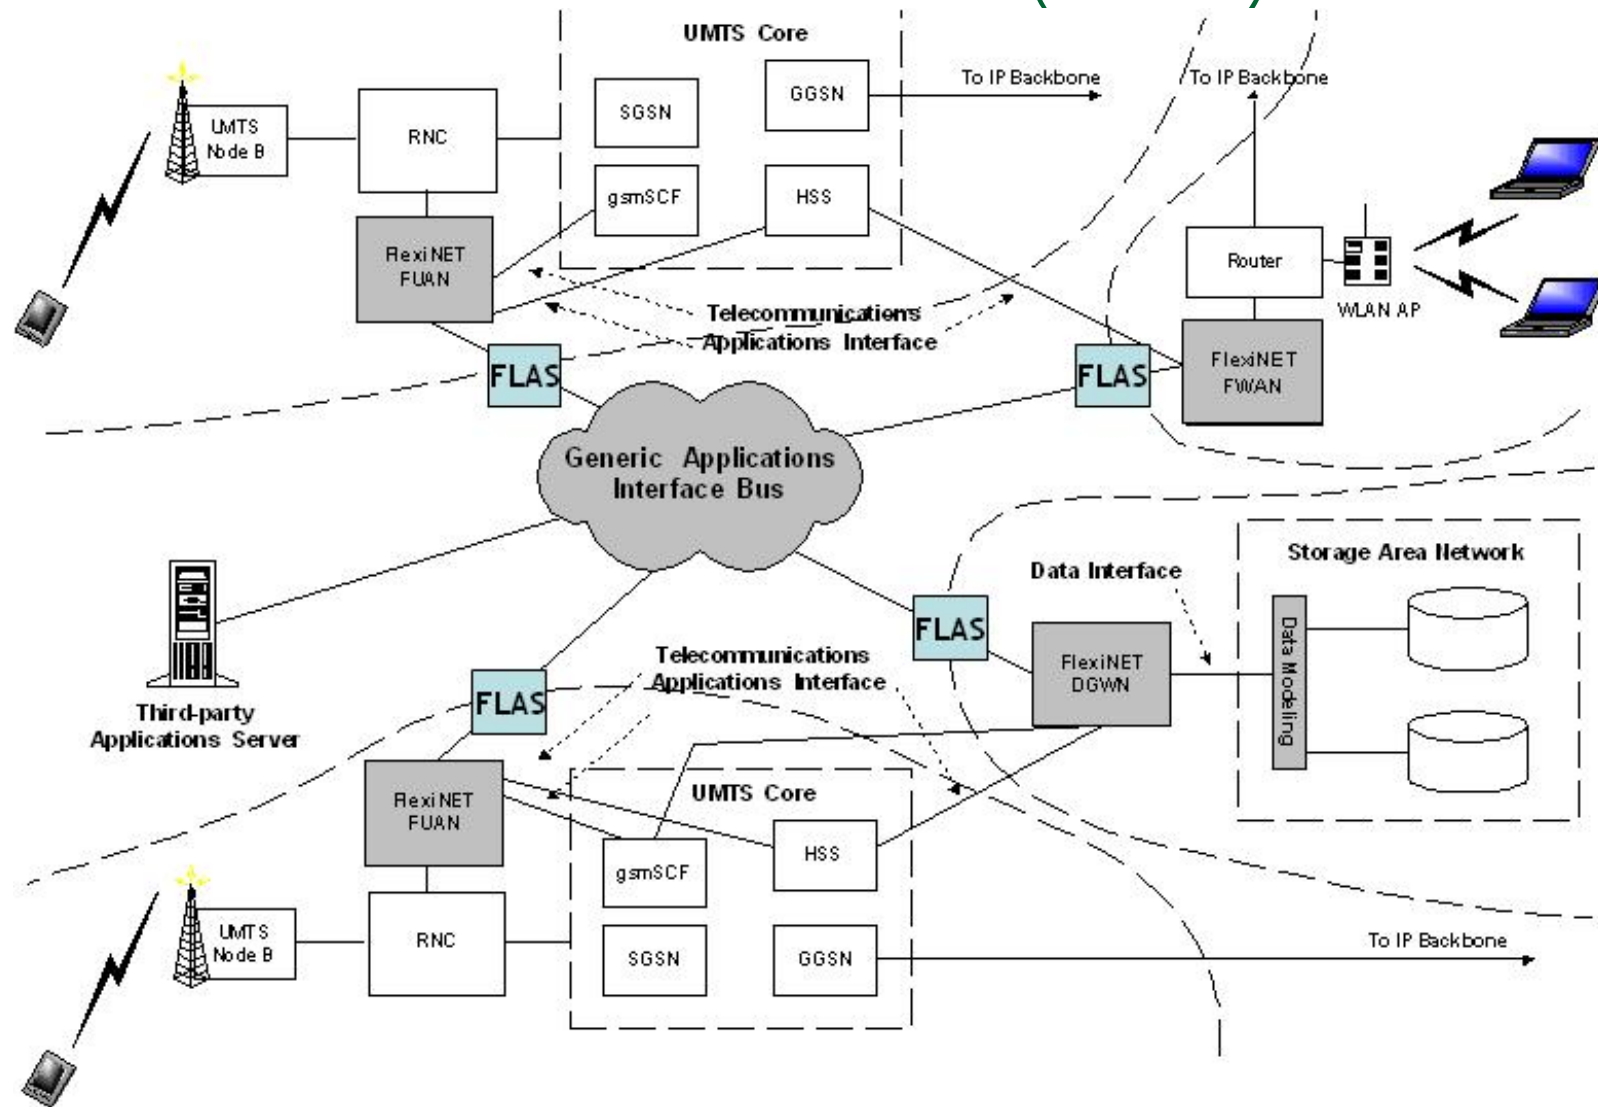 UMTS Core
SGSN
GGSN
To IP Backbone
To IP Backbone
UMTS
Node B
RNC
gsmSCF
HSS
FlexiNET
FUAN
Router
WLAN AP
Telecommunications
Applications Interface
FLAS
FLAS
FlexiNET
FWAN
Generic Applications
Interface Bus
Storage Area Network
Data Interface
Data Modeling
FLAS
FlexiNET
DGWN
Third-party
Applications Server
Telecommunications
Applications Interface
FLAS
FlexiNET
FUAN
UMTS Core
gsmSCF
HSS
UMTS
Node B
RNC
SGSN
GGSN
To IP Backbone